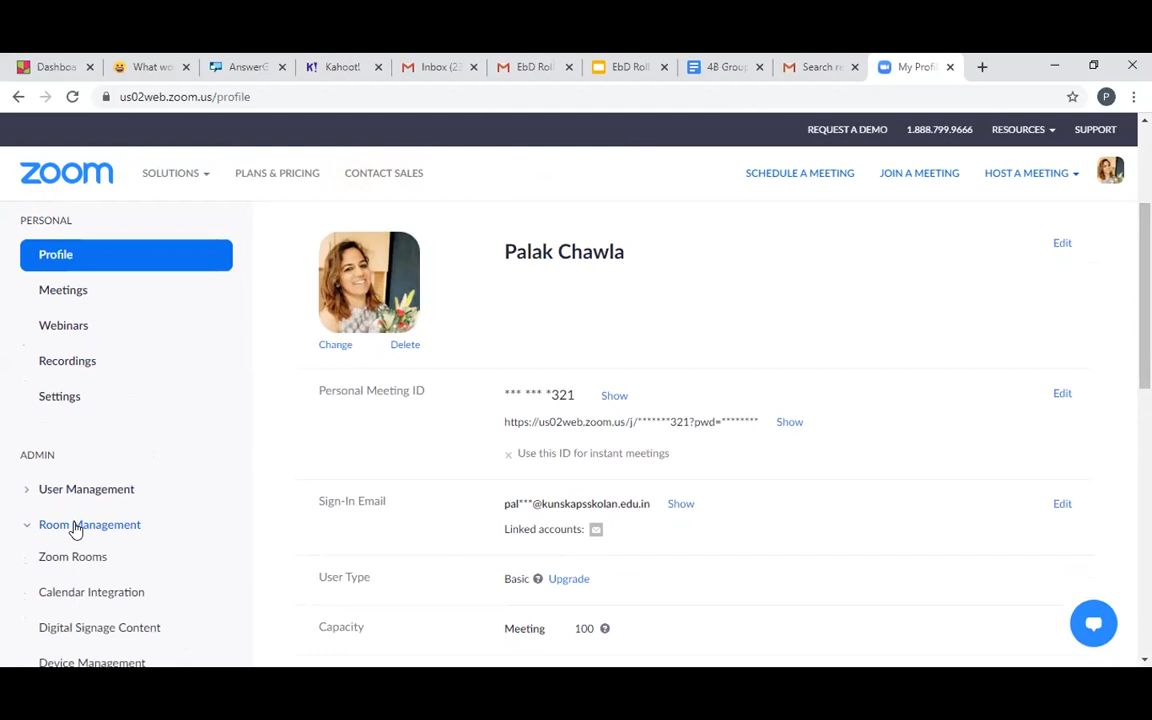 Dashboa
What wo
AnswerG
Kahoot!
Inbox (23
EbD Roll
EbD Roll
4B Group
Search re
My Profi
us02web.zoom.us/profile
P
REQUEST A DEMO 1.888.799.9666 RESOURCES SUPPORT
zoom SOLUTIONS PLANS & PRICING CONTACT SALES SCHEDULE A MEETING JOIN A MEETING HOST A MEETING
PERSONAL
Profile
Meetings
Webinars
Recordings
Settings
ADMIN
User Management
Room Management
Zoom Rooms
Calendar Integration
Digital Signage Content
Device Management
Palak Chawla Edit
Change Delete
Personal Meeting ID *** *** *321 Show Edit
https://us02web.zoom.us/j/*******321?pwd=******** Show
× Use this ID for instant meetings
Sign-In Email pal***@kunskapsskolan.edu.in Show Edit
Linked accounts:
User Type Basic Upgrade
Capacity Meeting 100